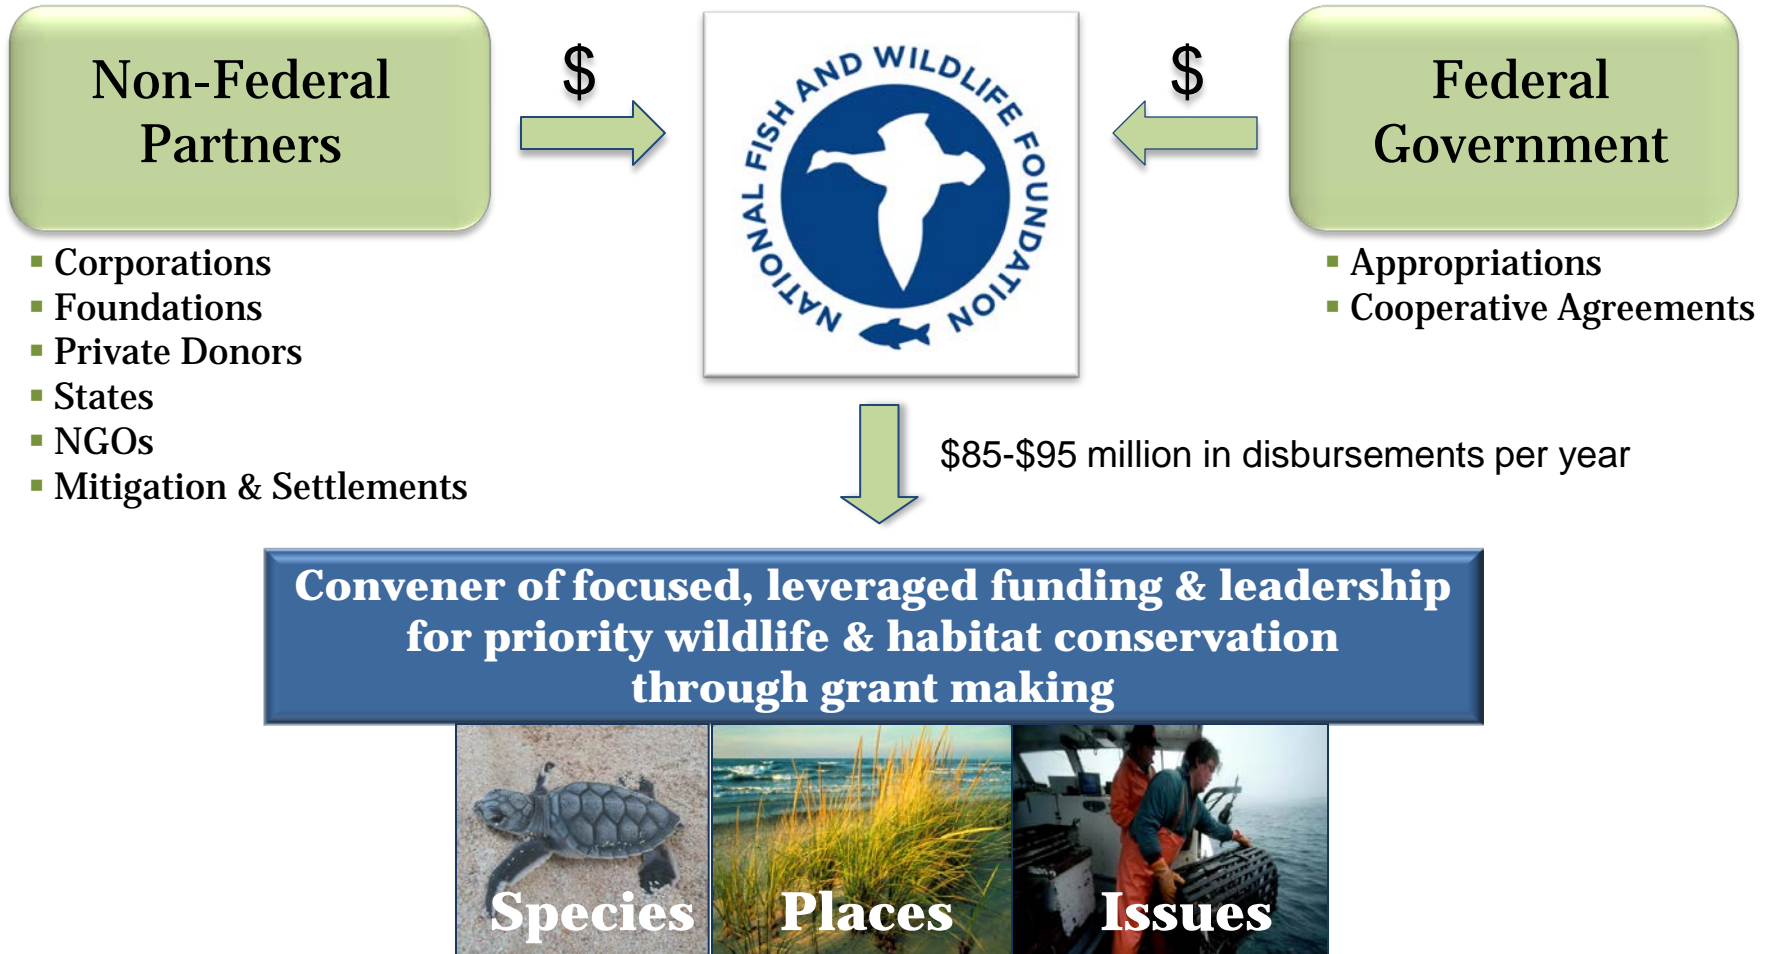 Non-Federal
Partners
$
NATIONAL FISH AND WILDLIFE FOUNDATION
$
Federal
Government
▪ Corporations
▪ Foundations
▪ Private Donors
▪ States
▪ NGOs
▪ Mitigation & Settlements
▪ Appropriations
▪ Cooperative Agreements
$85-$95 million in disbursements per year
Convener of focused, leveraged funding & leadership
for priority wildlife & habitat conservation
through grant making
Species
Places
Issues